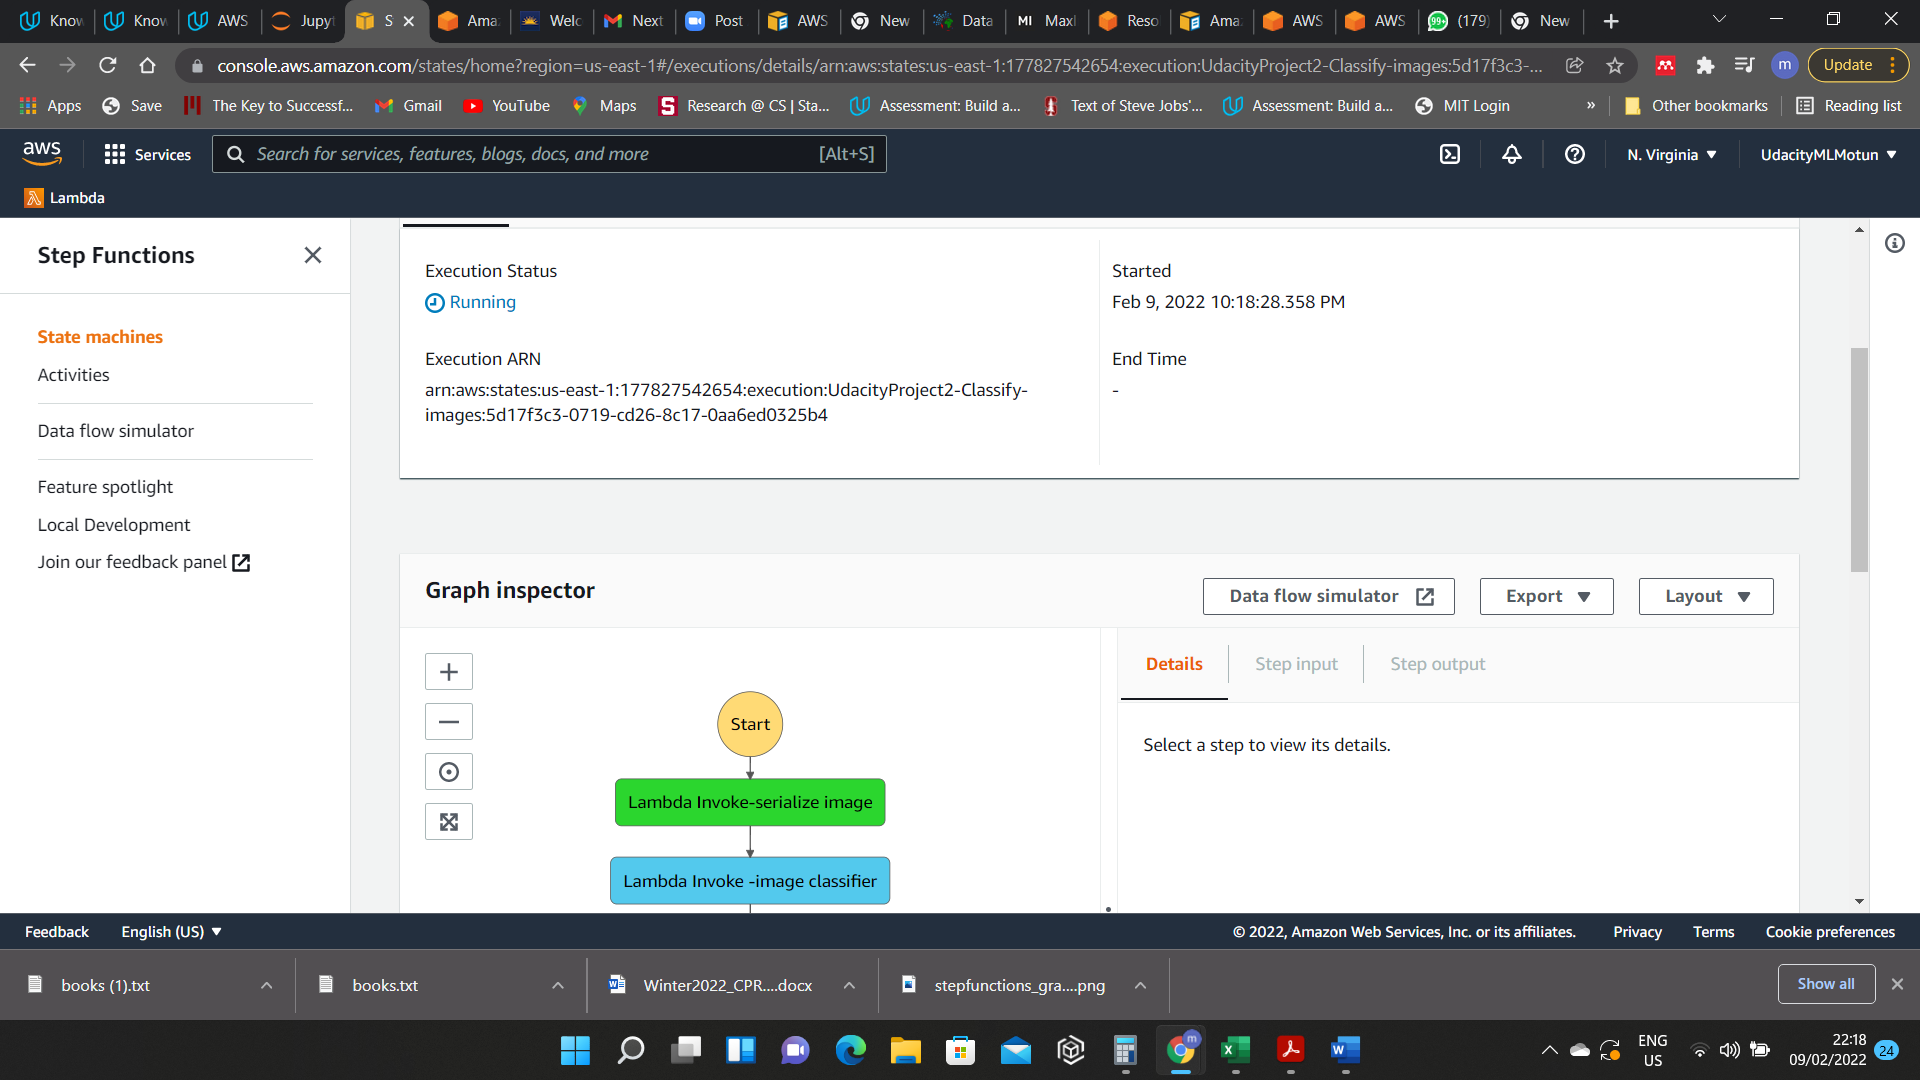 Know
Know
AWS
Jupy
S
Ama
Welc
Next
Post
AWS
New
Data
MI Maxl
Reso
Ama
AWS
AWS
99+ (179)
New
console.aws.amazon.com/states/home?region=us-east-1#/executions/details/arn:aws:states:us-east-1:177827542654:execution:UdacityProject2-Classify-images:5d17f3c3-...
m
Update
Apps
Save
The Key to Successf...
Gmail
YouTube
Maps
Research @ CS | Sta...
Assessment: Build a...
Text of Steve Jobs'...
Assessment: Build a...
MIT Login
»
Other bookmarks
Reading list
aws
Services
Search for services, features, blogs, docs, and more
[Alt+S]
N. Virginia
UdacityMLMotun
Lambda
Step Functions
State machines
Activities
Data flow simulator
Feature spotlight
Local Development
Join our feedback panel
Execution Status
Running
Execution ARN
arn:aws:states:us-east-1:177827542654:execution:UdacityProject2-Classify-
images:5d17f3c3-0719-cd26-8c17-0aa6ed0325b4
Started
Feb 9, 2022 10:18:28.358 PM
End Time
-
Graph inspector
Data flow simulator
Export
Layout
Start
Lambda Invoke-serialize image
Lambda Invoke -image classifier
Details
Step input
Step output
Select a step to view its details.
Feedback
English (US)
© 2022, Amazon Web Services, Inc. or its affiliates.
Privacy
Terms
Cookie preferences
books (1).txt
books.txt
Winter2022_CPR....docx
stepfunctions_gra....png
Show all
ENG
US
22:18
09/02/2022
24